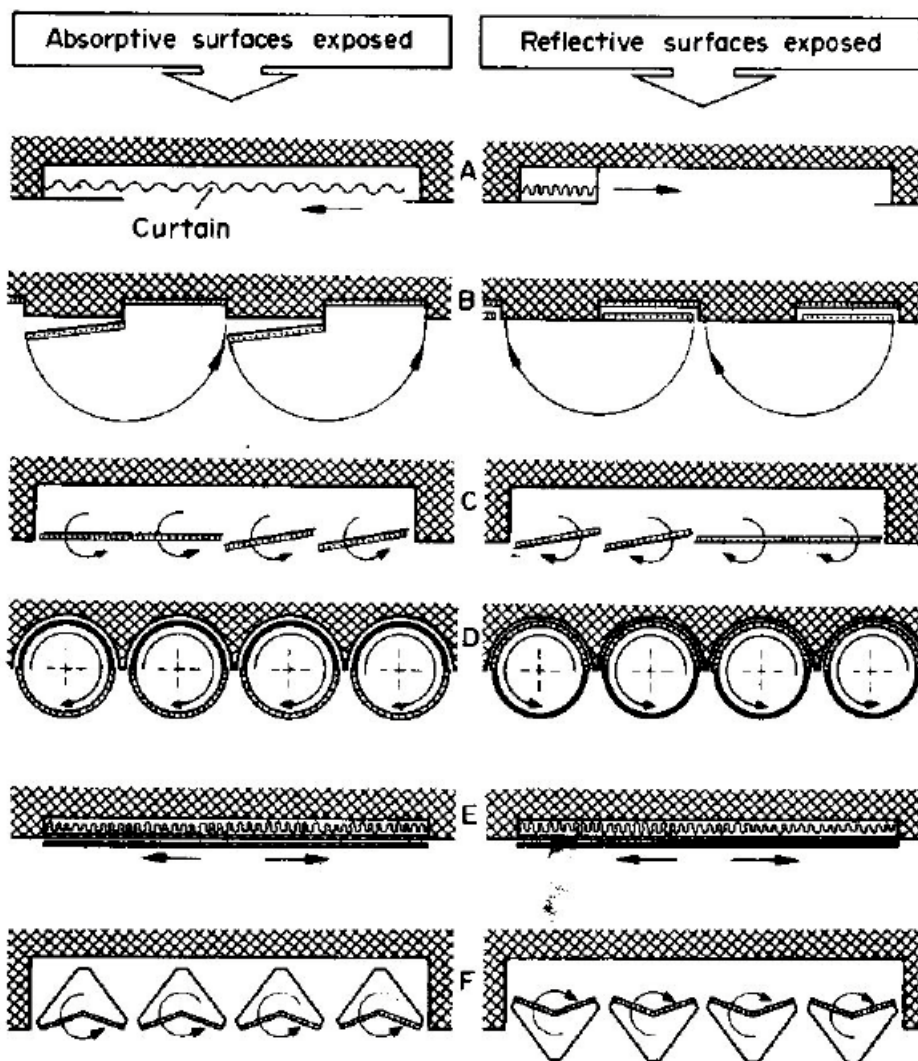 Absorptive surfaces exposed
Reflective surfaces exposed
A
Curtain
B
C
D
E
F